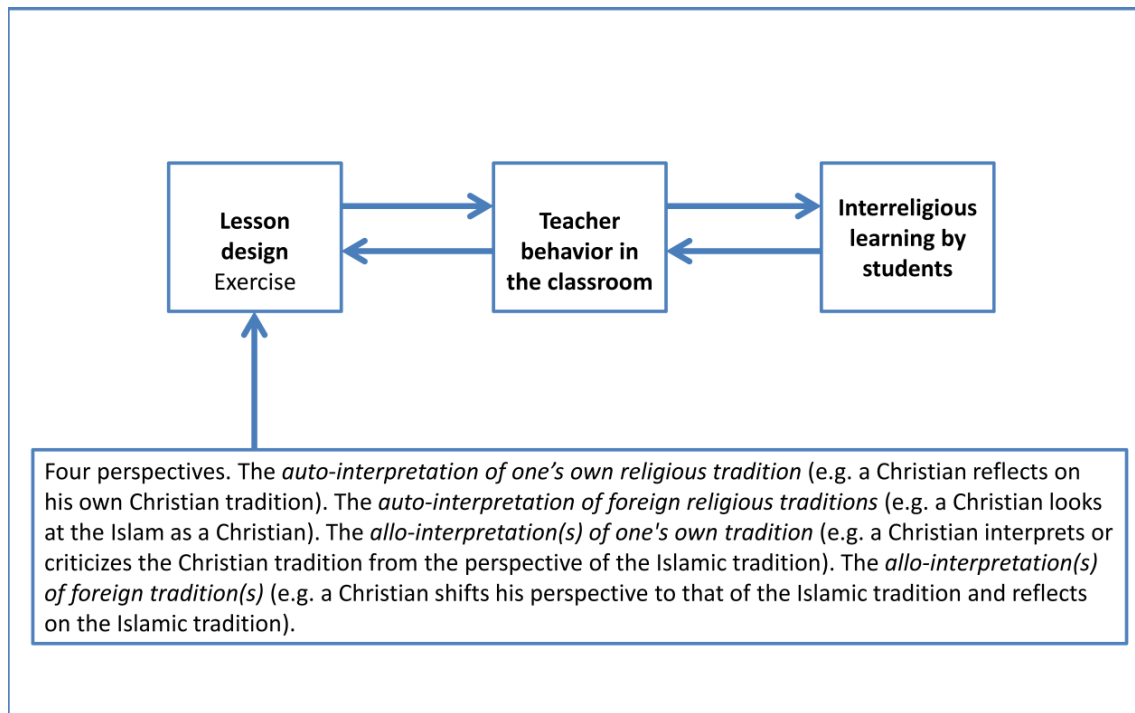 Lesson
design
Exercise
Teacher
behavior in
the classroom
Interreligious
learning by
students
Four perspectives. The auto-interpretation of one’s own religious tradition (e.g. a Christian reflects on
his own Christian tradition). The auto-interpretation of foreign religious traditions (e.g. a Christian looks
at the Islam as a Christian). The allo-interpretation(s) of one's own tradition (e.g. a Christian interprets or
criticizes the Christian tradition from the perspective of the Islamic tradition). The allo-interpretation(s)
of foreign tradition(s) (e.g. a Christian shifts his perspective to that of the Islamic tradition and reflects
on the Islamic tradition).